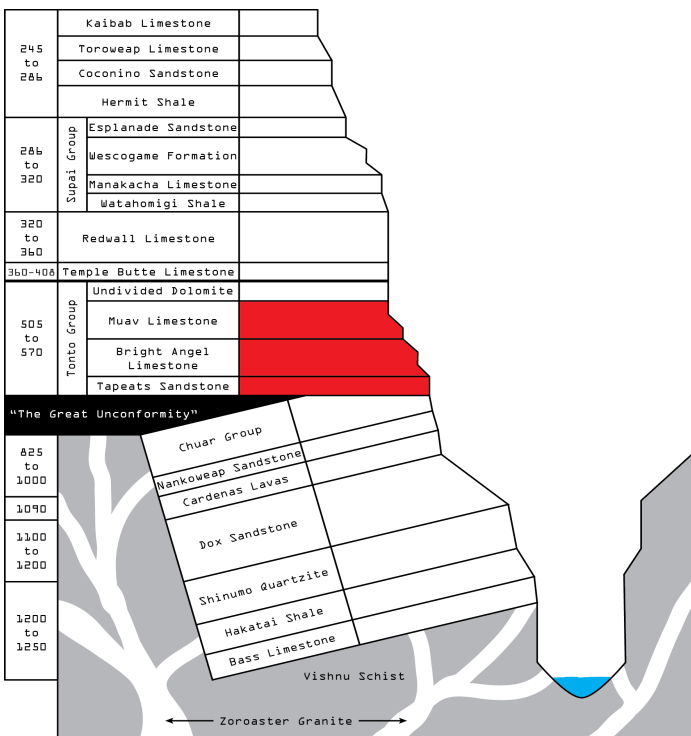 Kaibab Limestone
245
to
286
Toroweap Limestone
Coconino Sandstone
Hermit Shale
286
to
320
Supai Group
Esplanade Sandstone
Wescogame Formation
Manakacha Limestone
Watahomigi Shale
320
to
360
Redwall Limestone
360-408
Temple Butte Limestone
505
to
570
Tonto Group
Undivided Dolomite
Muav Limestone
Bright Angel
Limestone
Tapeats Sandstone
“The Great Unconformity”
825
to
1000
Chuar Group
Nankoweap Sandstone
Cardenas Lavas
1090
1100
to
1200
Dox Sandstone
Shinumo Quartzite
1200
to
1250
Hakatai Shale
Bass Limestone
Vishnu Schist
Zoroaster Granite